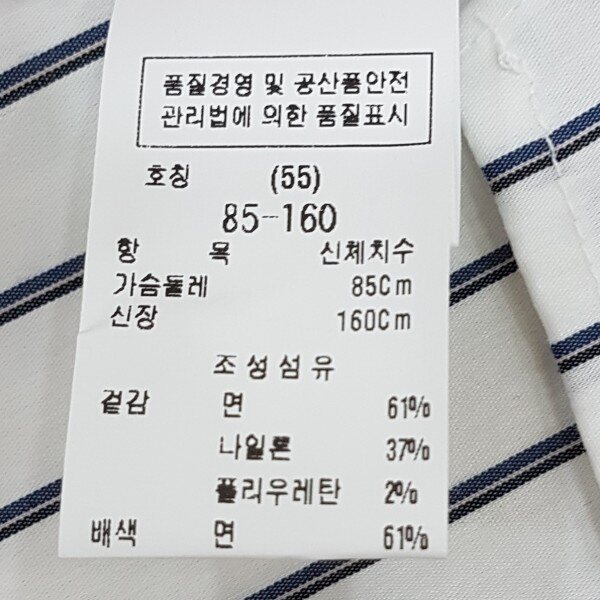 품질경영 및 공산품안전
관리법에 의한 품질표시
호칭 (55)
85-160
항 목 신체치수
가슴둘레 85Cm
신장 160Cm
조성섬유
겉감 면 61%
나일론 37%
폴리우레탄 2%
배색 면 61%